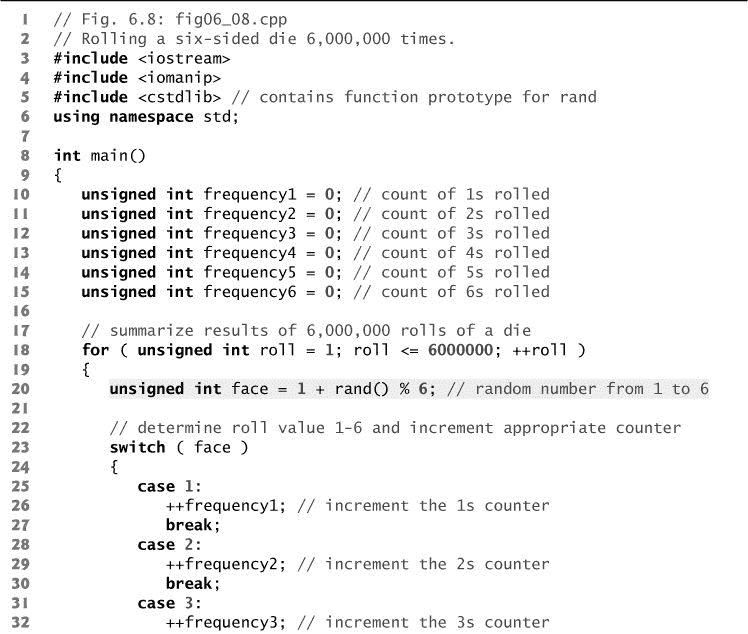 1 // Fig. 6.8: fig06_08.cpp
2 // Rolling a six-sided die 6,000,000 times.
3 #include <iostream>
4 #include <iomanip>
5 #include <cstdlib> // contains function prototype for rand
6 using namespace std;
7
8 int main()
9 {
10 unsigned int frequency1 = 0; // count of 1s rolled
11 unsigned int frequency2 = 0; // count of 2s rolled
12 unsigned int frequency3 = 0; // count of 3s rolled
13 unsigned int frequency4 = 0; // count of 4s rolled
14 unsigned int frequency5 = 0; // count of 5s rolled
15 unsigned int frequency6 = 0; // count of 6s rolled
16
17 // summarize results of 6,000,000 rolls of a die
18 for ( unsigned int roll = 1; roll <= 6000000; ++roll )
19 {
20 unsigned int face = 1 + rand() % 6; // random number from 1 to 6
21
22 // determine roll value 1-6 and increment appropriate counter
23 switch ( face )
24 {
25 case 1:
26 ++frequency1; // increment the 1s counter
27 break;
28 case 2:
29 ++frequency2; // increment the 2s counter
30 break;
31 case 3:
32 ++frequency3; // increment the 3s counter